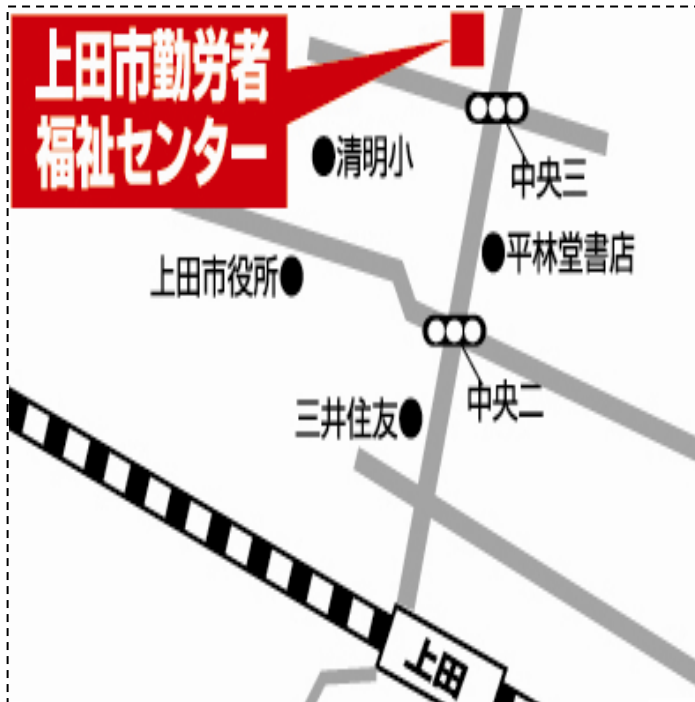 上田市勤労者
福祉センター
清明小
中央三
平林堂書店
上田市役所
中央二
三井住友
上田